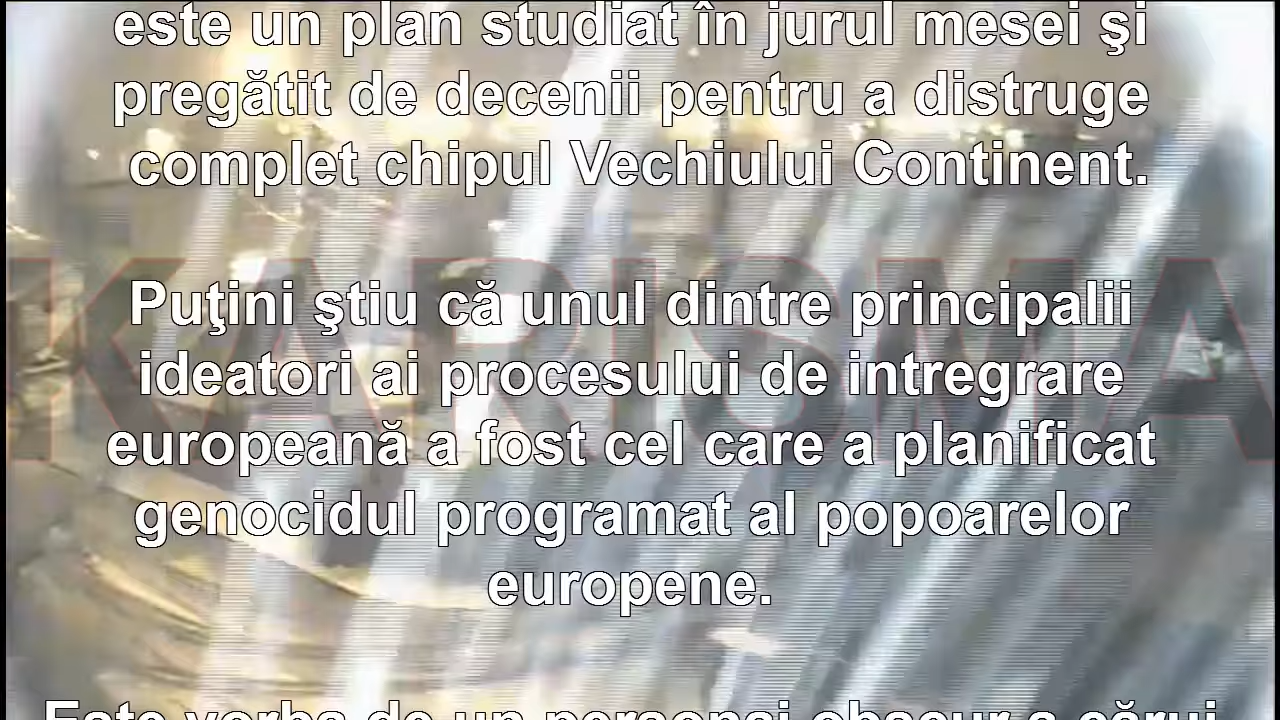 este un plan studiat în jurul mesei şi
pregătit de decenii pentru a distruge
complet chipul Vechiului Continent.
KARISMA
Puţini ştiu că unul dintre principalii
ideatori ai procesului de intregrare
europeană a fost cel care a planificat
genocidul programat al popoarelor
europene.
Este vorba de un personaj obscur a cărui